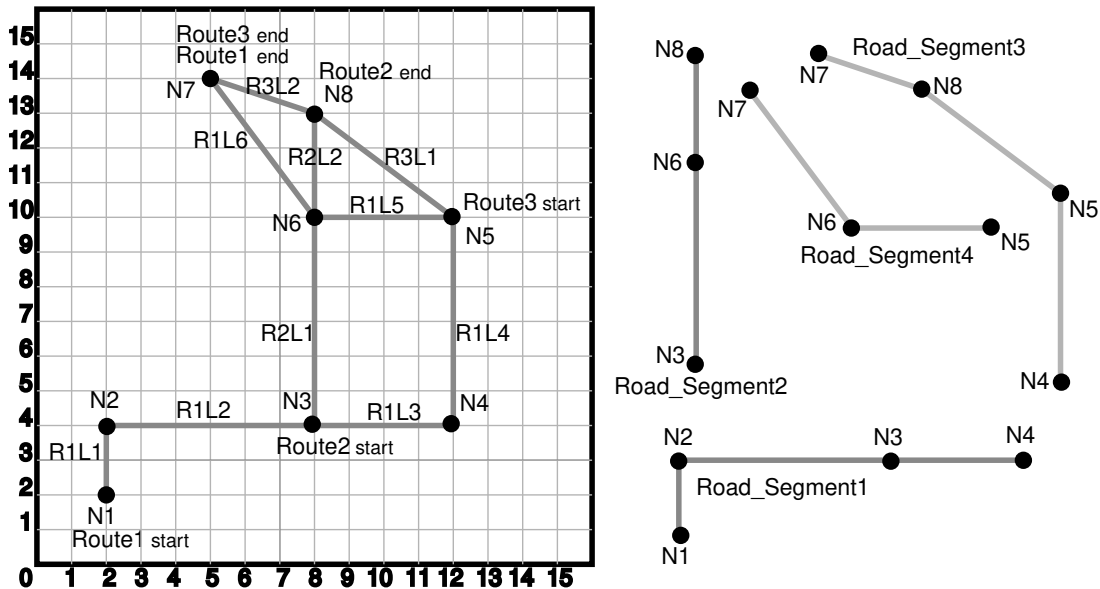 15
Route3 end
Route1 end
14
R3L2
Route2 end
N7
N8
13
R1L6
12
R2L2
R3L1
11
R1L5
Route3 start
10
N6
N5
9
8
7
R2L1
R1L4
6
5
N2
R1L2
N3
R1L3
N4
4
Route2 start
R1L1
3
2
N1
1
Route1 start
0 1 2 3 4 5 6 7 8 9 10 11 12 13 14 15
N8
N7
N6
N3
Road_Segment2
N7
Road_Segment3
N8
N5
N6
N5
Road_Segment4
N4
N2
N3
N4
Road_Segment1
N1